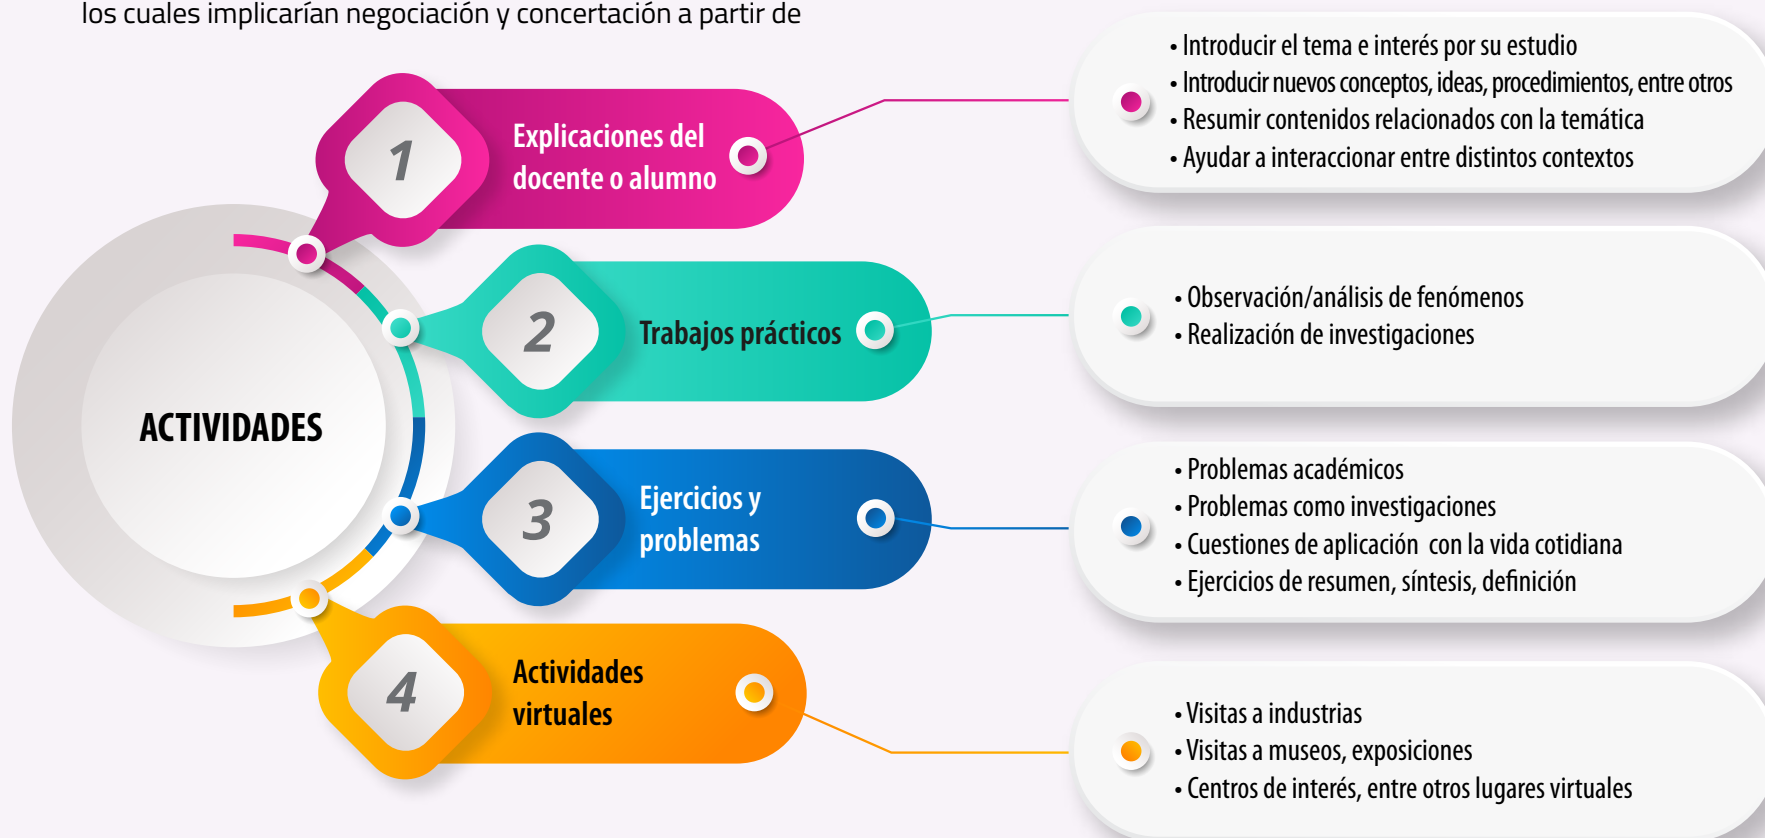 los cuales implicarían negociación y concertación a partir de
ACTIVIDADES
1
Explicaciones del
docente o alumno
• Introducir el tema e interés por su estudio
• Introducir nuevos conceptos, ideas, procedimientos, entre otros
• Resumir contenidos relacionados con la temática
• Ayudar a interaccionar entre distintos contextos
2
Trabajos prácticos
• Observación/análisis de fenómenos
• Realización de investigaciones
3
Ejercicios y
problemas
• Problemas académicos
• Problemas como investigaciones
• Cuestiones de aplicación con la vida cotidiana
• Ejercicios de resumen, síntesis, definición
4
Actividades
virtuales
• Visitas a industrias
• Visitas a museos, exposiciones
• Centros de interés, entre otros lugares virtuales